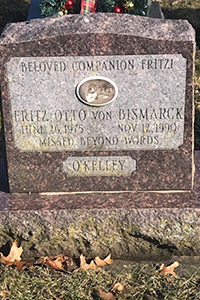 BELOVED COMPANION FRITZI
FRITZ OTTO VON BISMARCK
JUNE 26, 1975 NOV. 12, 1990
MISSED BEYOND WORDS
O'KELLEY